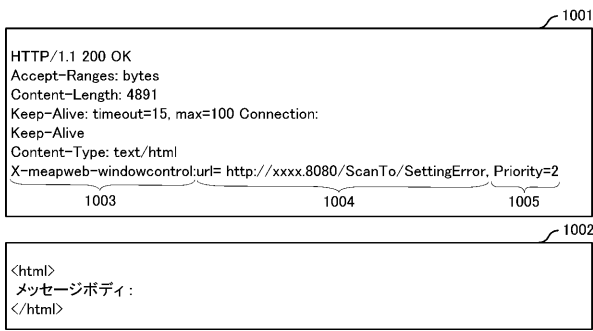 1001
HTTP/1.1 200 OK
Accept-Ranges: bytes
Content-Length: 4891
Keep-Alive: timeout=15, max=100 Connection:
Keep-Alive
Content-Type: text/html
X-meapweb-windowcontrol:url= http://xxxx.8080/ScanTo/SettingError, Priority=2
1003 1004 1005
1002
<html>
メッセージボディ:
</html>